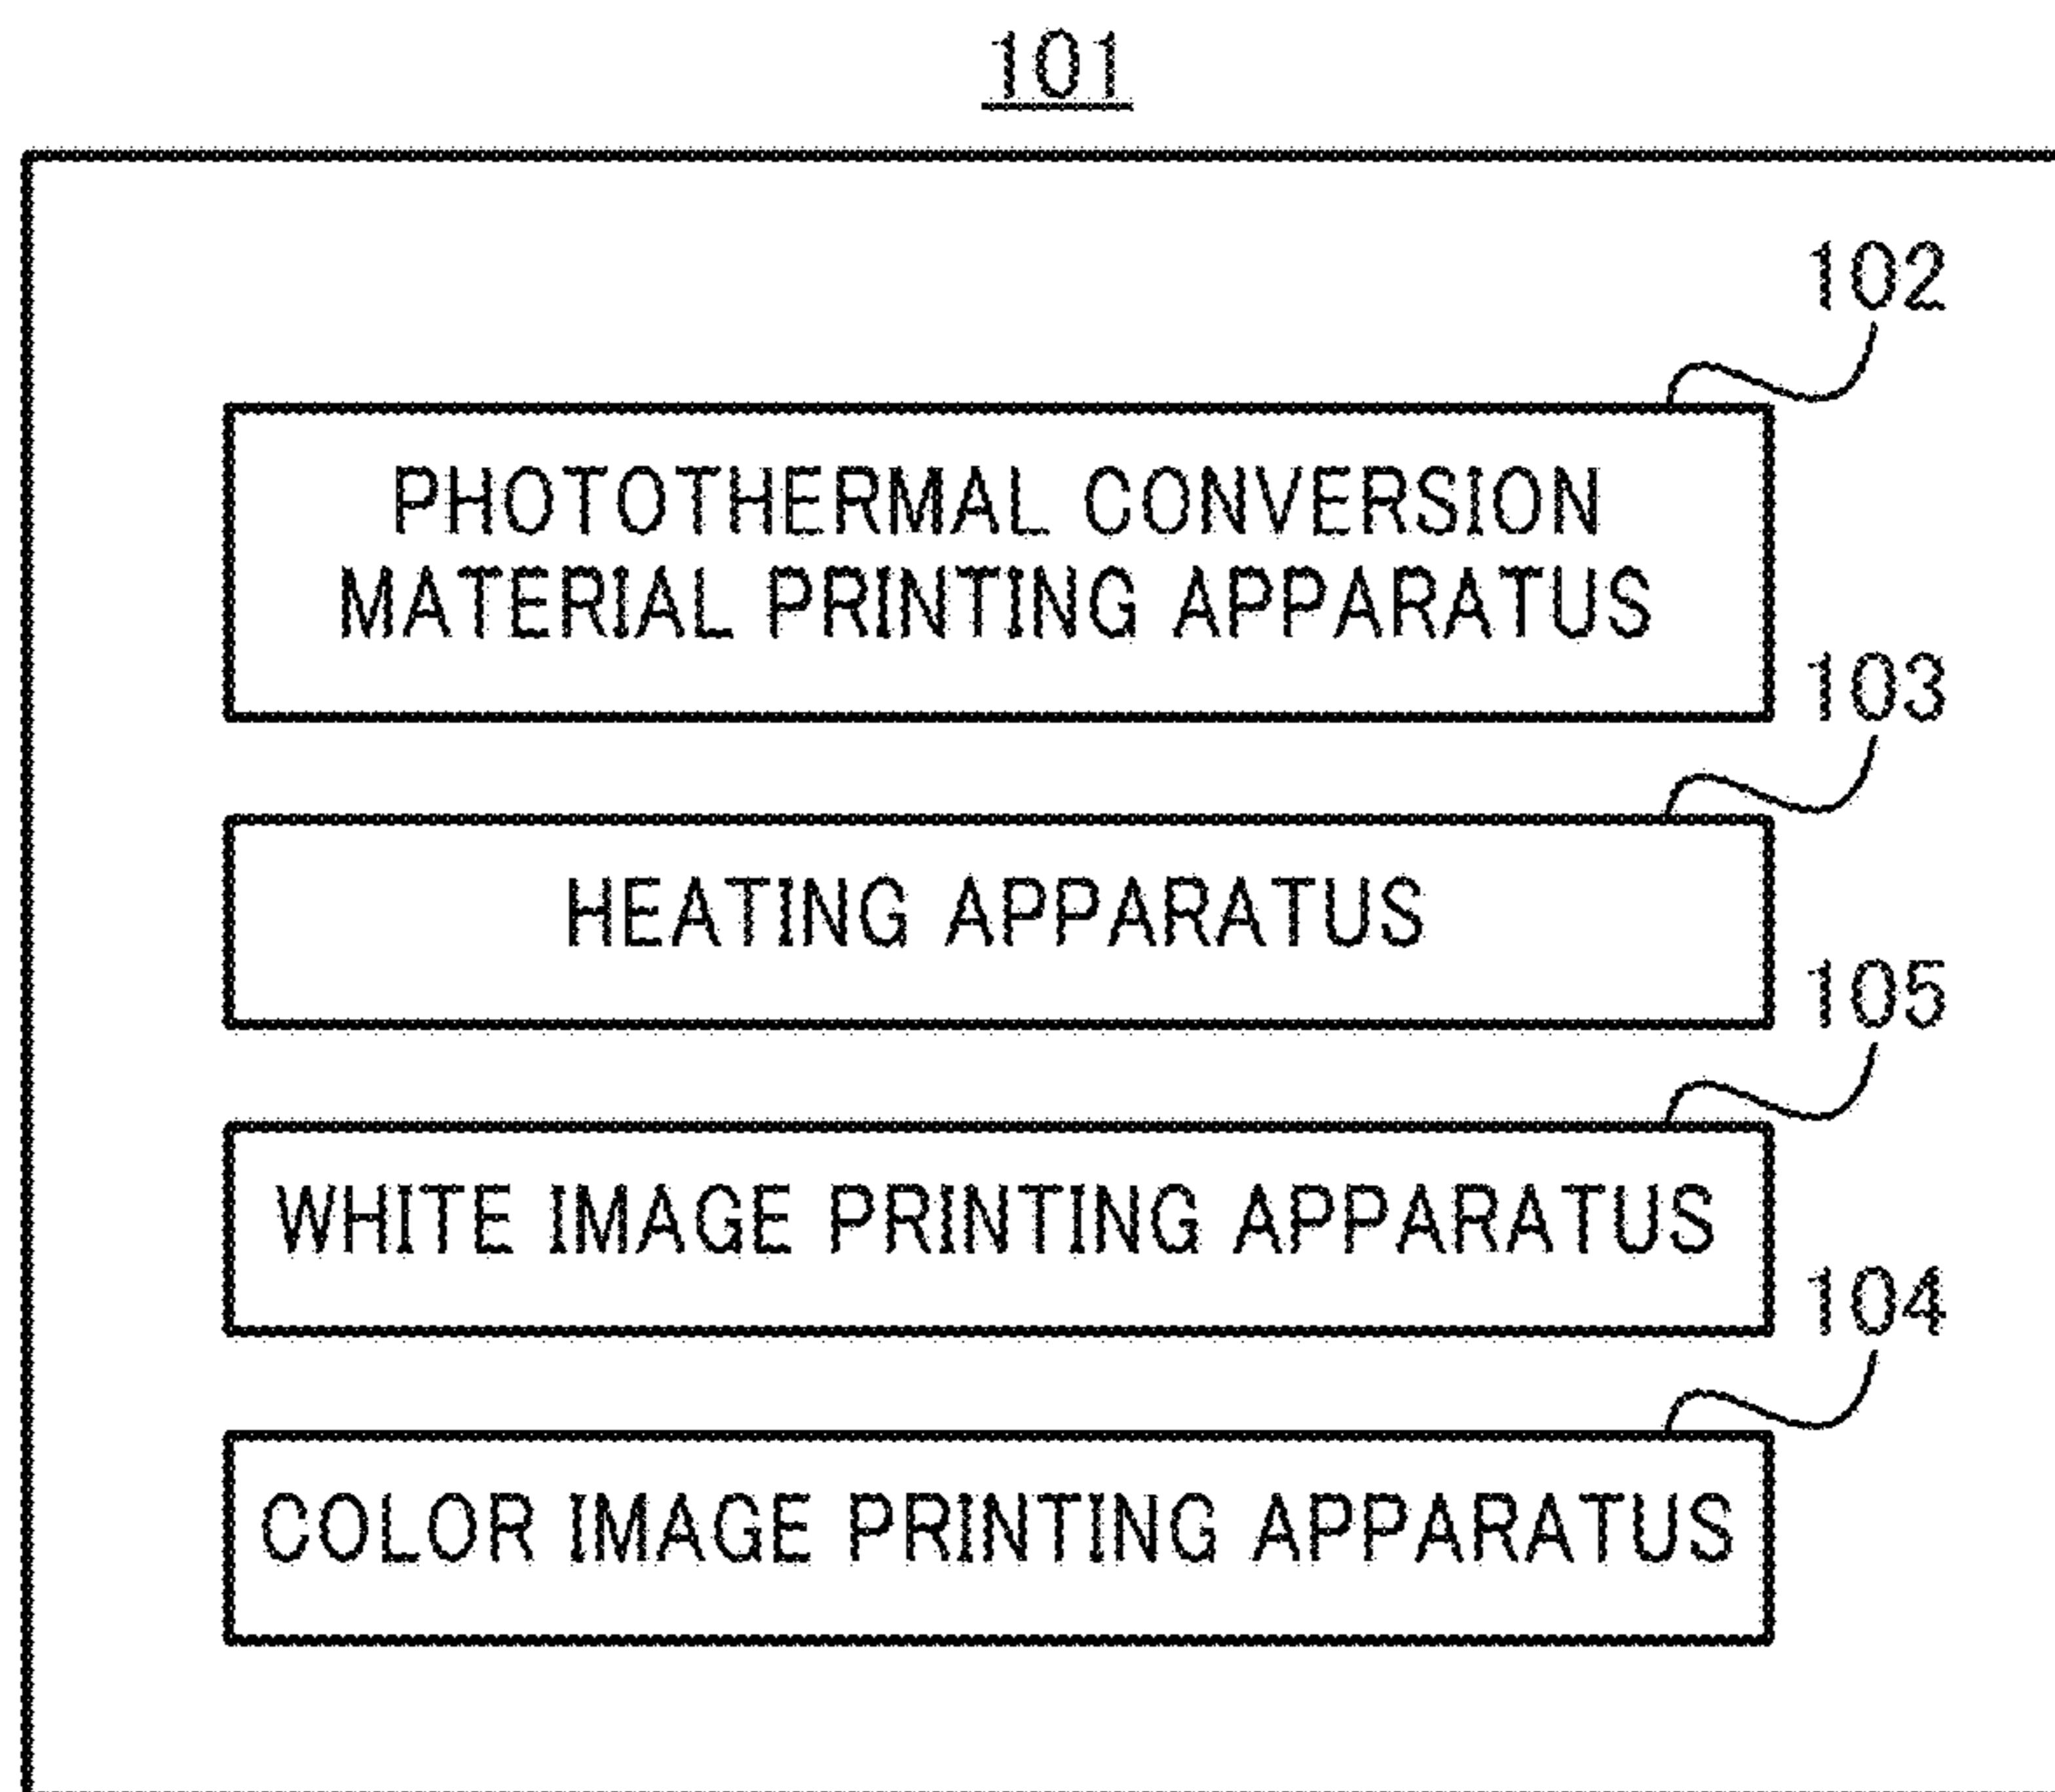 101
102
PHOTOTHERMAL CONVERSION
MATERIAL PRINTING APPARATUS
103
HEATING APPARATUS
105
WHITE IMAGE PRINTING APPARATUS
104
COLOR IMAGE PRINTING APPARATUS